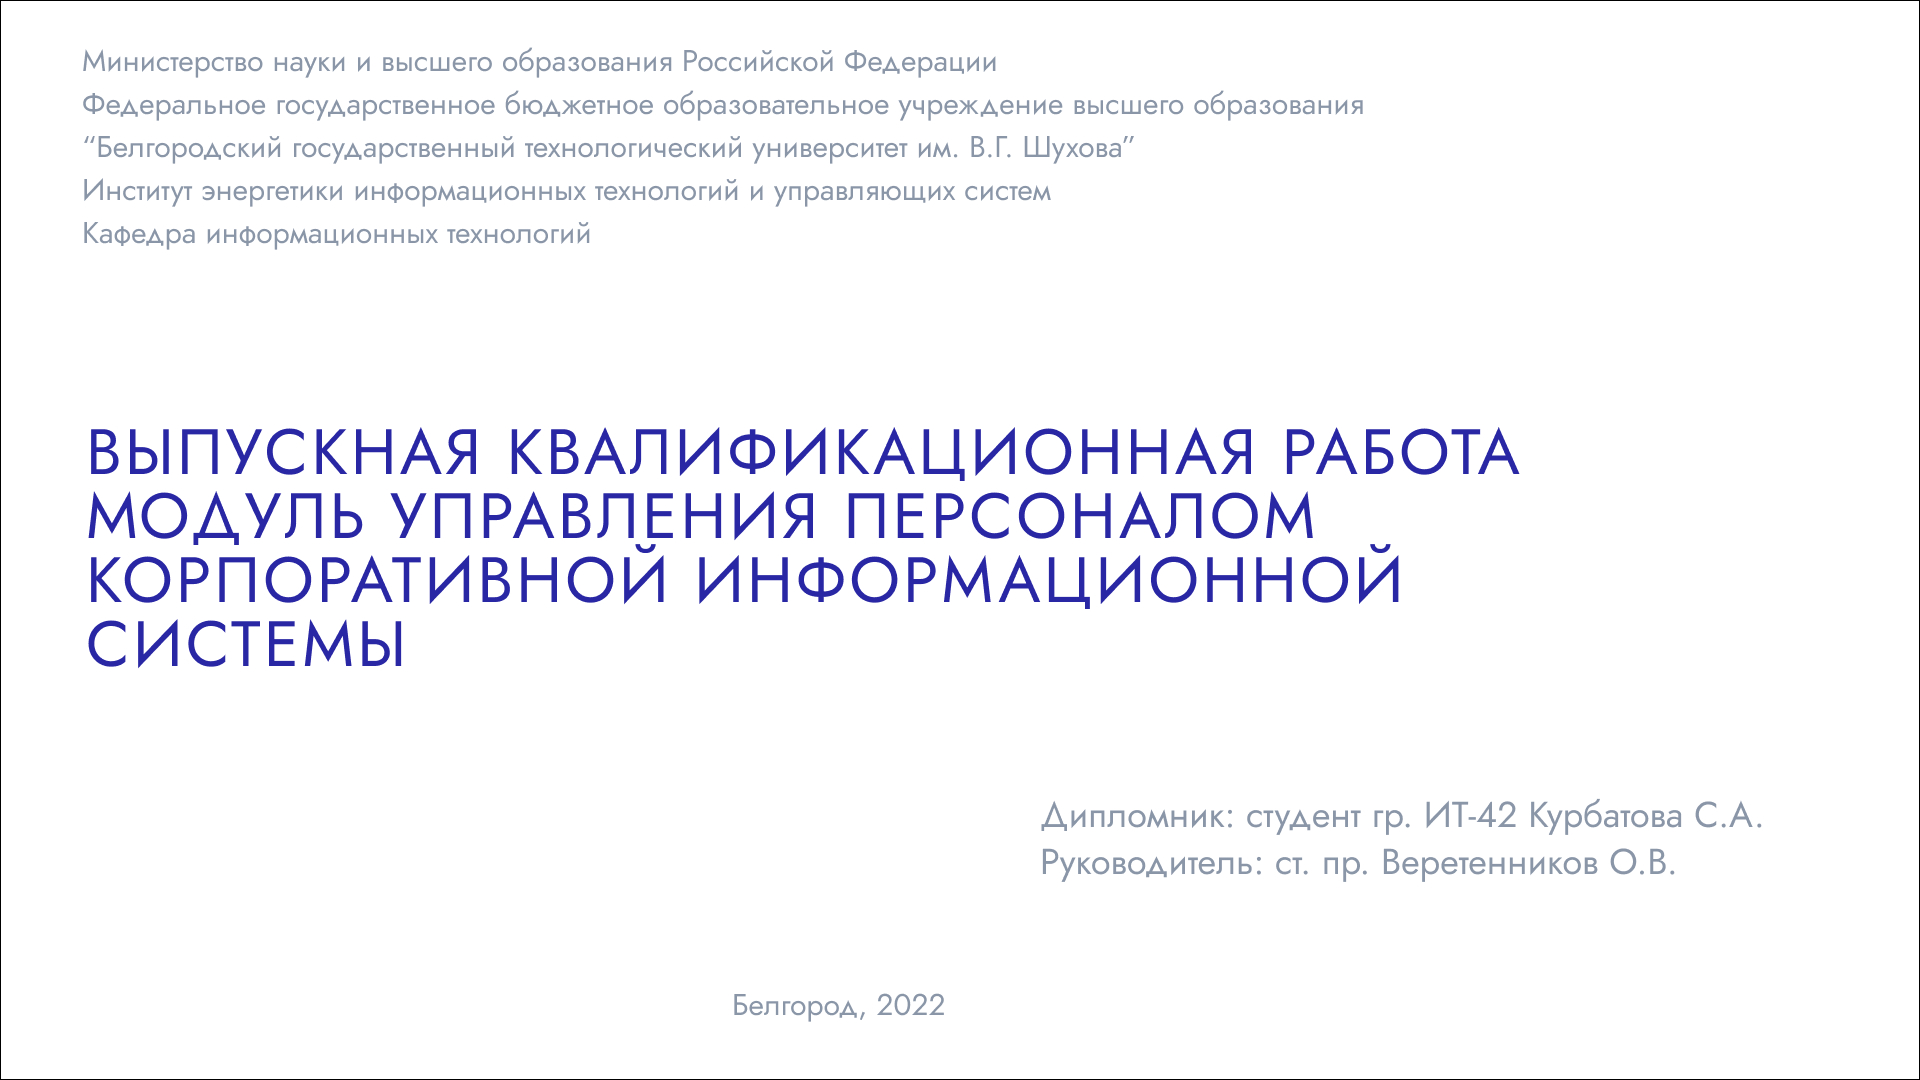 Министерство науки и высшего образования Российской Федерации
Федеральное государственное бюджетное образовательное учреждение высшего образования
“Белгородский государственный технологический университет им. В.Г. Шухова”
Институт энергетики информационных технологий и управляющих систем
Кафедра информационных технологий
ВЫПУСКНАЯ КВАЛИФИКАЦИОННАЯ РАБОТА
МОДУЛЬ УПРАВЛЕНИЯ ПЕРСОНАЛОМ
КОРПОРАТИВНОЙ ИНФОРМАЦИОННОЙ
СИСТЕМЫ
Дипломник: студент гр. ИТ-42 Курбатова С.А.
Руководитель: ст. пр. Веретенников О.В.
Белгород, 2022